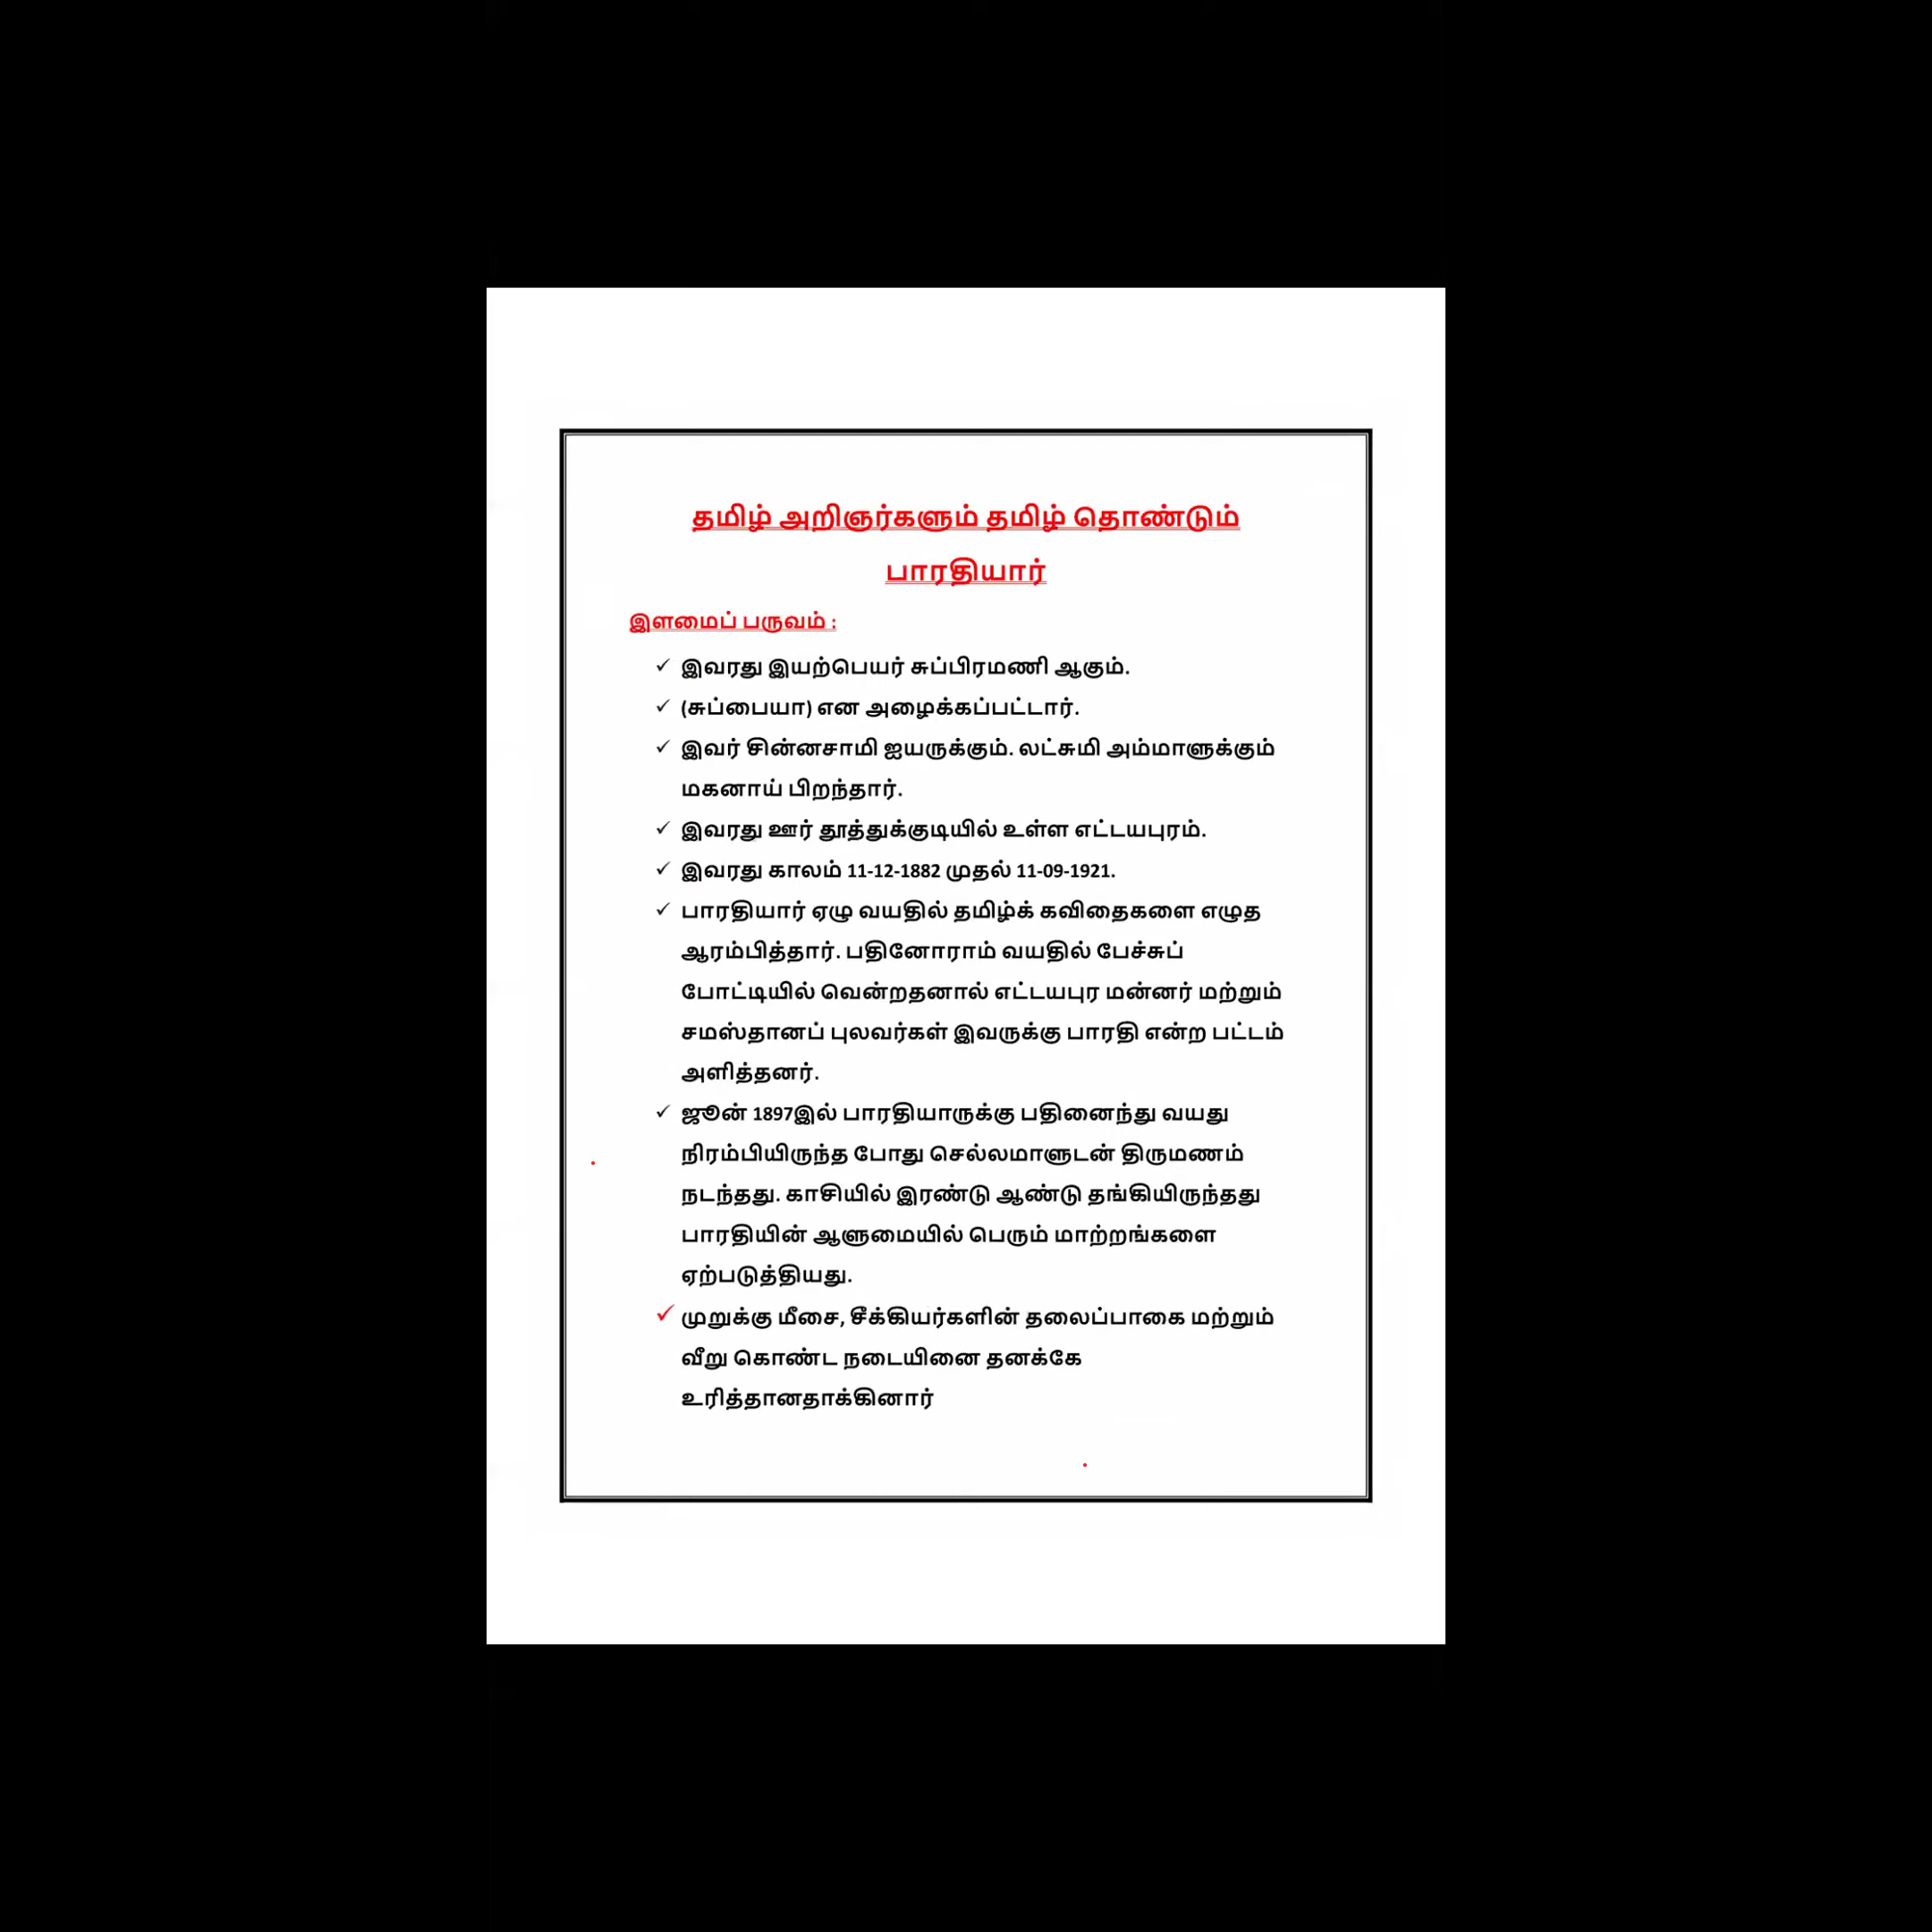 தமிழ் அறிஞர்களும் தமிழ் தொண்டும்
பாரதியார்
இளமைப் பருவம் :
✓ இவரது இயற்பெயர் சுப்பிரமணி ஆகும்.
✓ (சுப்பையா) என அழைக்கப்பட்டார்.
✓ இவர் சின்னசாமி ஐயருக்கும். லட்சுமி அம்மாளுக்கும்
மகனாய் பிறந்தார்.
✓ இவரது ஊர் தூத்துக்குடியில் உள்ள எட்டயபுரம்.
✓ இவரது காலம் 11-12-1882 முதல் 11-09-1921.
✓ பாரதியார் ஏழு வயதில் தமிழ்க் கவிதைகளை எழுத
ஆரம்பித்தார். பதினோராம் வயதில் பேச்சுப்
போட்டியில் வென்றதனால் எட்டயபுர மன்னர் மற்றும்
சமஸ்தானப் புலவர்கள் இவருக்கு பாரதி என்ற பட்டம்
அளித்தனர்.
✓ ஜூன் 1897இல் பாரதியாருக்கு பதினைந்து வயது
நிரம்பியிருந்த போது செல்லமாளுடன் திருமணம்
நடந்தது. காசியில் இரண்டு ஆண்டு தங்கியிருந்தது
பாரதியின் ஆளுமையில் பெரும் மாற்றங்களை
ஏற்படுத்தியது.
✓ முறுக்கு மீசை, சீக்கியர்களின் தலைப்பாகை மற்றும்
வீறு கொண்ட நடையினை தனக்கே
உரித்தானதாக்கினார்